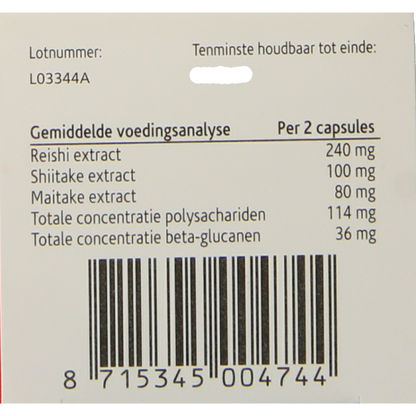 Lotnummer: Tenminste houdbaar tot einde:
L03344A
Gemiddelde voedingsanalyse Per 2 capsules
Reishi extract 240 mg
Shiitake extract 100 mg
Maitake extract 80 mg
Totale concentratie polysachariden 114 mg
Totale concentratie beta-glucanen 36 mg
8 715345 004744